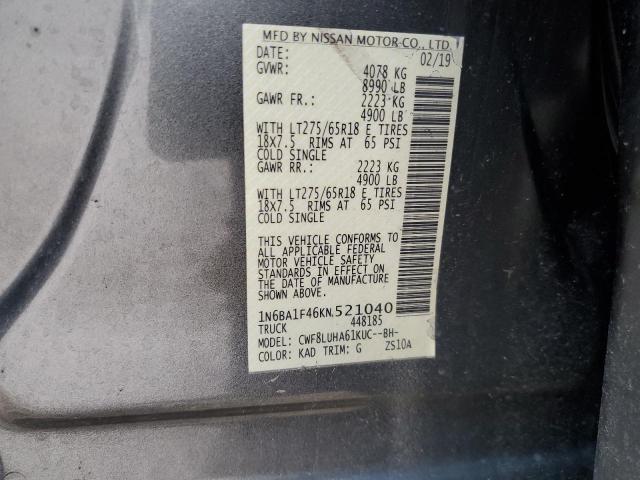 MFD BY NISSAN MOTOR CO., LTD.
DATE: 02/19
GVWR: 4078 KG
8990 LB
GAWR FR.: 2223 KG
4900 LB
WITH LT275/65R18 E TIRES
18X7.5 RIMS AT 65 PSI
COLD SINGLE
GAWR RR.: 2223 KG
4900 LB
WITH LT275/65R18 E TIRES
18X7.5 RIMS AT 65 PSI
COLD SINGLE
THIS VEHICLE CONFORMS TO
ALL APPLICABLE FEDERAL
MOTOR VEHICLE SAFETY
STANDARDS IN EFFECT ON
THE DATE OF MANUFACTURE
SHOWN ABOVE.
1N6BA1F46KN521040
TRUCK 448185
MODEL: CWF8LUHA61KUC--BH-
COLOR: KAD TRIM: G ZS10A